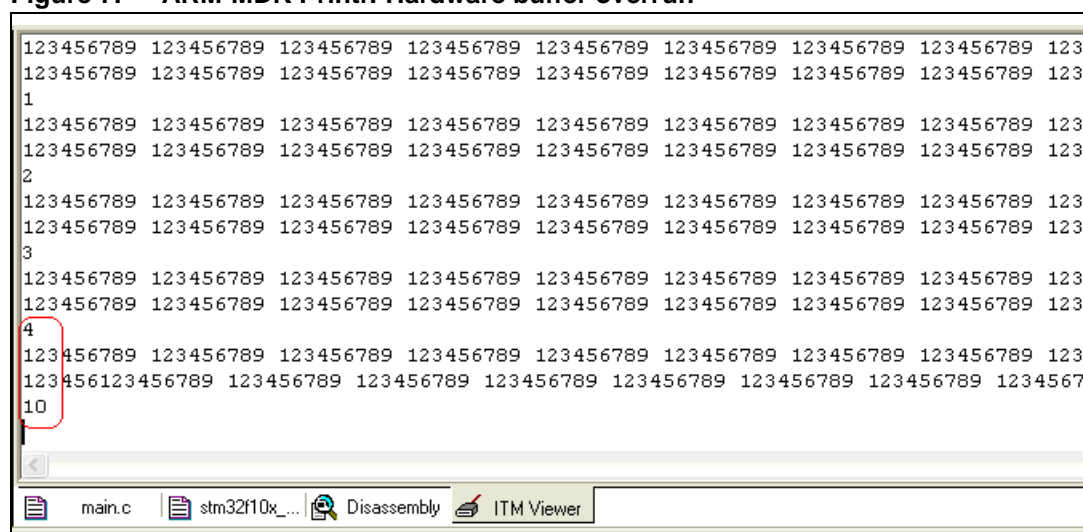 Figure ARM-MDK Printf: Hardware buffer overrun
123456789 123456789 123456789 123456789 123456789 123456789 123456789 123456789 123
123456789 123456789 123456789 123456789 123456789 123456789 123456789 123456789 123
1
123456789 123456789 123456789 123456789 123456789 123456789 123456789 123456789 123
123456789 123456789 123456789 123456789 123456789 123456789 123456789 123456789 123
2
123456789 123456789 123456789 123456789 123456789 123456789 123456789 123456789 123
123456789 123456789 123456789 123456789 123456789 123456789 123456789 123456789 123
3
123456789 123456789 123456789 123456789 123456789 123456789 123456789 123456789 123
123456789 123456789 123456789 123456789 123456789 123456789 123456789 123456789 123
4
123456789 123456789 123456789 123456789 123456789 123456789 123456789 123456789 123
123456123456789 123456789 123456789 123456789 123456789 123456789 123456789 1234567
10
main.c stm32f10x_... Disassembly ITM Viewer